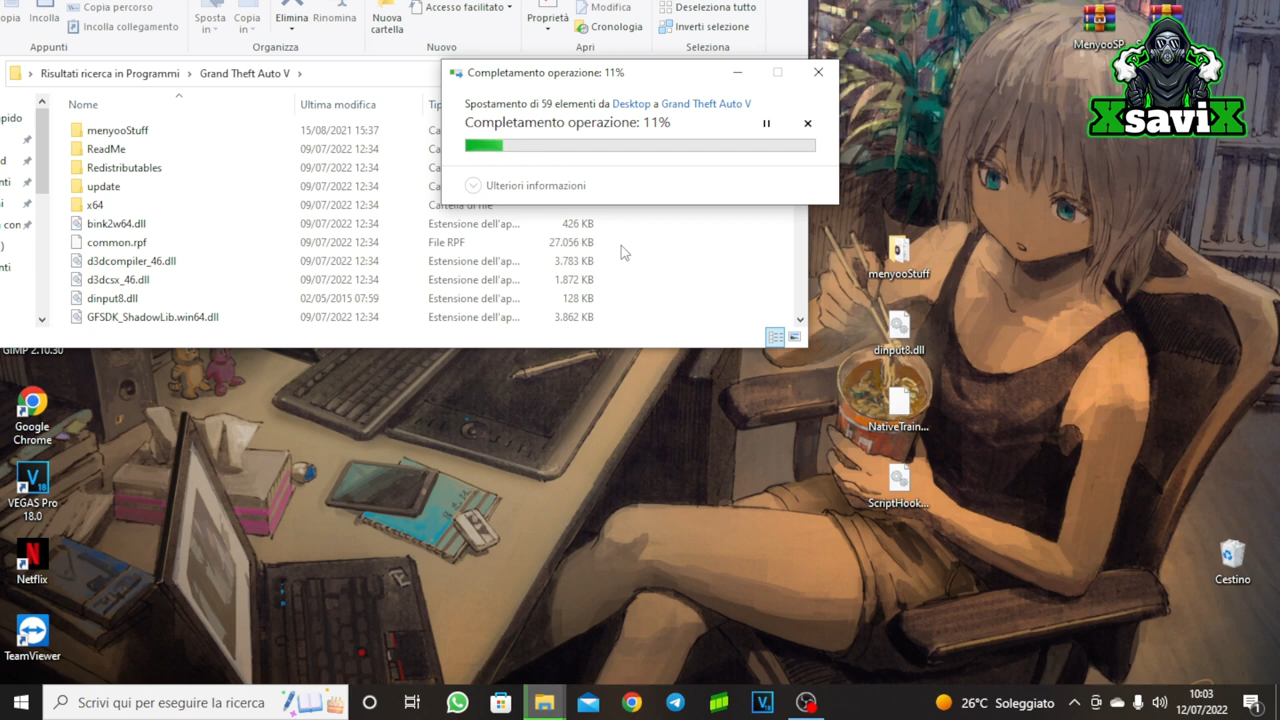 Copia percorso
opia
Incolla
Incolla collegamento
Sposta
in
Copia
in
Elimina
Rinomina
Nuova
cartella
Accesso facilitato
Proprietà
Modifica
Cronologia
Deseleziona tutto
Inverti selezione
Appunti
Organizza
Nuovo
Apri
Seleziona
Risultati ricerca in Programmi > Grand Theft Auto V >
Nome
Ultima modifica
Tip
menyooStuff 15/08/2021 15:37 Ca
ReadMe 09/07/2022 12:34 Ca
Redistributables 09/07/2022 12:34 Ca
update 09/07/2022 12:34 Ca
x64 09/07/2022 12:34 Cartella di file
bink2w64.dll 09/07/2022 12:34 Estensione dell'ap... 426 KB
common.rpf 09/07/2022 12:34 File RPF 27.056 KB
d3dcompiler_46.dll 09/07/2022 12:34 Estensione dell'ap... 3.783 KB
d3dcsx_46.dll 09/07/2022 12:34 Estensione dell'ap... 1.872 KB
dinput8.dll 02/05/2015 07:59 Estensione dell'ap... 128 KB
GFSDK_ShadowLib.win64.dll 09/07/2022 12:34 Estensione dell'ap... 3.862 KB
Completamento operazione: 11%
Spostamento di 59 elementi da Desktop a Grand Theft Auto V
Completamento operazione: 11%
Ulteriori informazioni
MenyooSP
XsaviX
menyooStuff
dinput8.dll
NativeTrain...
ScriptHook...
Cestino
GIMP 2.10.30
Google
Chrome
VEGAS Pro
18.0
Netflix
TeamViewer
Scrivi qui per eseguire la ricerca
26°C Soleggiato
10:03
12/07/2022